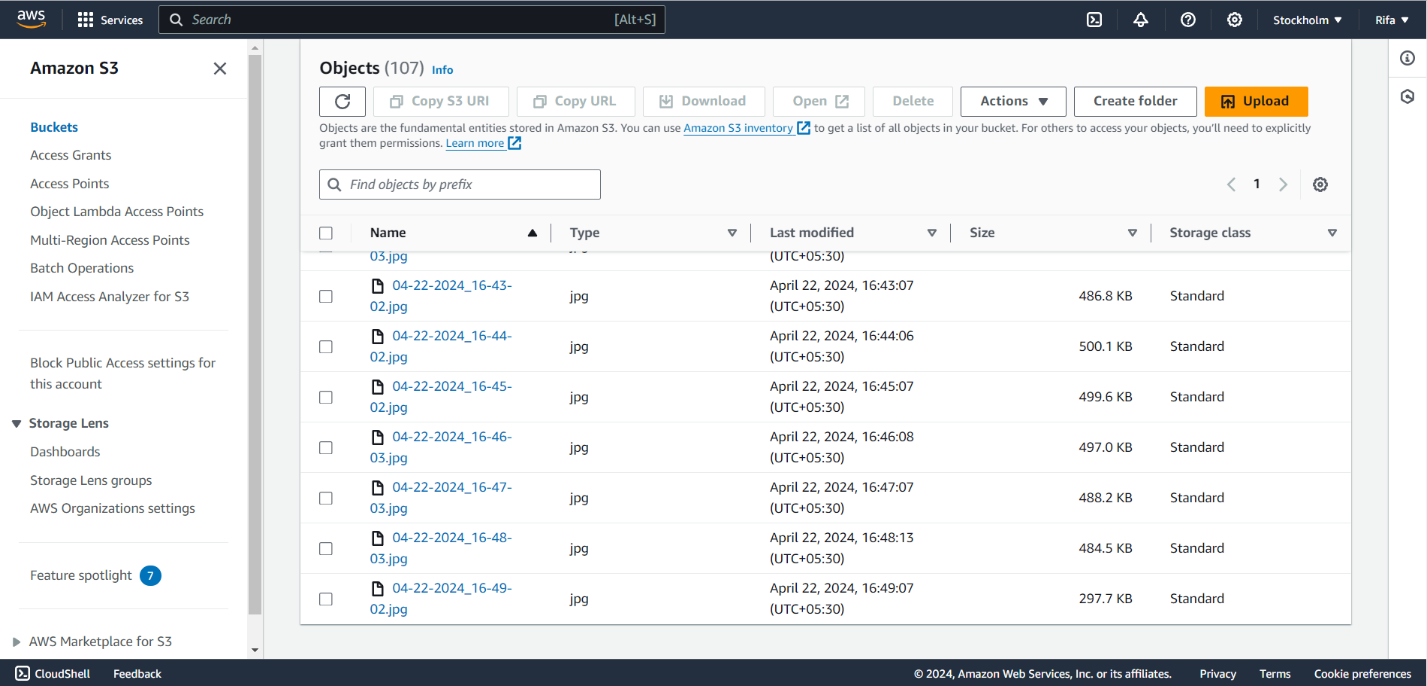 aws
Services
Search [Alt+S]
Stockholm ▼
Rifa ▼
Amazon S3
Buckets
Access Grants
Access Points
Object Lambda Access Points
Multi-Region Access Points
Batch Operations
IAM Access Analyzer for S3
Block Public Access settings for
this account
Storage Lens
Dashboards
Storage Lens groups
AWS Organizations settings
Feature spotlight 7
AWS Marketplace for S3
Objects (107) Info
Copy S3 URI
Copy URL
Download
Open
Delete
Actions ▼
Create folder
Upload
Objects are the fundamental entities stored in Amazon S3. You can use Amazon S3 inventory to get a list of all objects in your bucket. For others to access your objects, you'll need to explicitly
grant them permissions. Learn more
Find objects by prefix
1
Name Type Last modified Size Storage class
03.jpg (UTC+05:30)
04-22-2024_16-43-
02.jpg
jpg
April 22, 2024, 16:43:07
(UTC+05:30)
486.8 KB
Standard
04-22-2024_16-44-
02.jpg
jpg
April 22, 2024, 16:44:06
(UTC+05:30)
500.1 KB
Standard
04-22-2024_16-45-
02.jpg
jpg
April 22, 2024, 16:45:07
(UTC+05:30)
499.6 KB
Standard
04-22-2024_16-46-
03.jpg
jpg
April 22, 2024, 16:46:08
(UTC+05:30)
497.0 KB
Standard
04-22-2024_16-47-
03.jpg
jpg
April 22, 2024, 16:47:07
(UTC+05:30)
488.2 KB
Standard
04-22-2024_16-48-
03.jpg
jpg
April 22, 2024, 16:48:13
(UTC+05:30)
484.5 KB
Standard
04-22-2024_16-49-
02.jpg
jpg
April 22, 2024, 16:49:07
(UTC+05:30)
297.7 KB
Standard
CloudShell
Feedback
© 2024, Amazon Web Services, Inc. or its affiliates.
Privacy
Terms
Cookie preferences